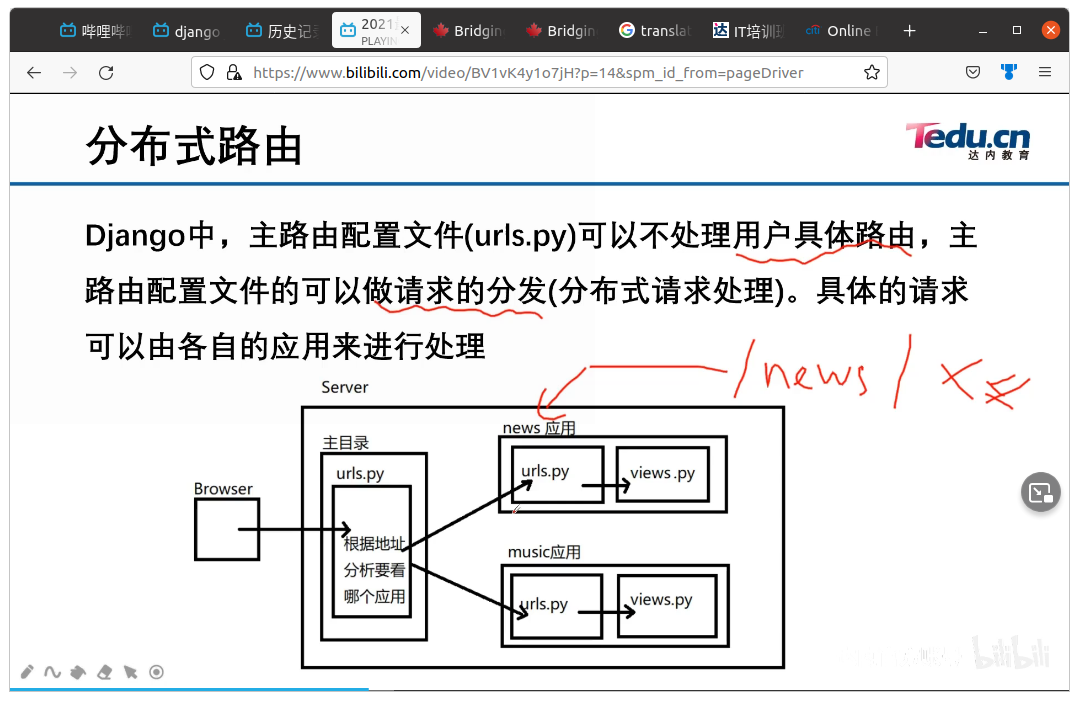 哔哩哔
django
历史记
2021
PLAYIN
Bridgin
Bridgin
translat
达 IT培训
citi Online
https://www.bilibili.com/video/BV1vK4y1o7jH?p=14&spm_id_from=pageDriver
分布式路由
Tedu.cn
达内教育
Django中，主路由配置文件(urls.py)可以不处理用户具体路由，主
路由配置文件的可以做请求的分发(分布式请求处理)。具体的请求
可以由各自的应用来进行处理
/news/ x
Server
news 应用
主目录
urls.py
urls.py
views.py
Browser
根据地址
分析要看
哪个应用
music应用
urls.py
views.py
bilibili